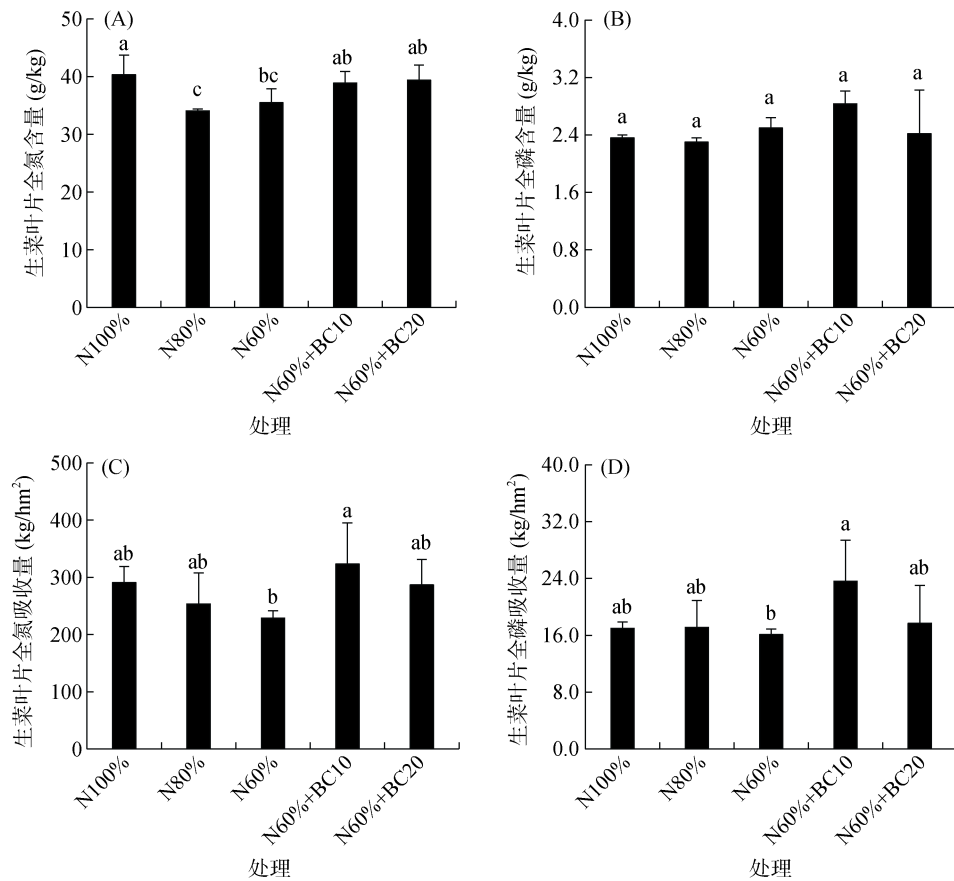 (A)
生菜叶片全氮含量 (g/kg)
50
40
30
20
10
0
a
c
bc
ab
ab
N100%
N80%
N60%
N60%+BC10
N60%+BC20
处理
(B)
生菜叶片全磷含量 (g/kg)
4.0
3.2
2.4
1.6
0.8
0.0
a
a
a
a
a
N100%
N80%
N60%
N60%+BC10
N60%+BC20
处理
(C)
生菜叶片全氮吸收量 (kg/hm²)
500
400
300
200
100
0
ab
ab
b
a
ab
N100%
N80%
N60%
N60%+BC10
N60%+BC20
处理
(D)
生菜叶片全磷吸收量 (kg/hm²)
40.0
32.0
24.0
16.0
8.0
0.0
ab
ab
b
a
ab
N100%
N80%
N60%
N60%+BC10
N60%+BC20
处理